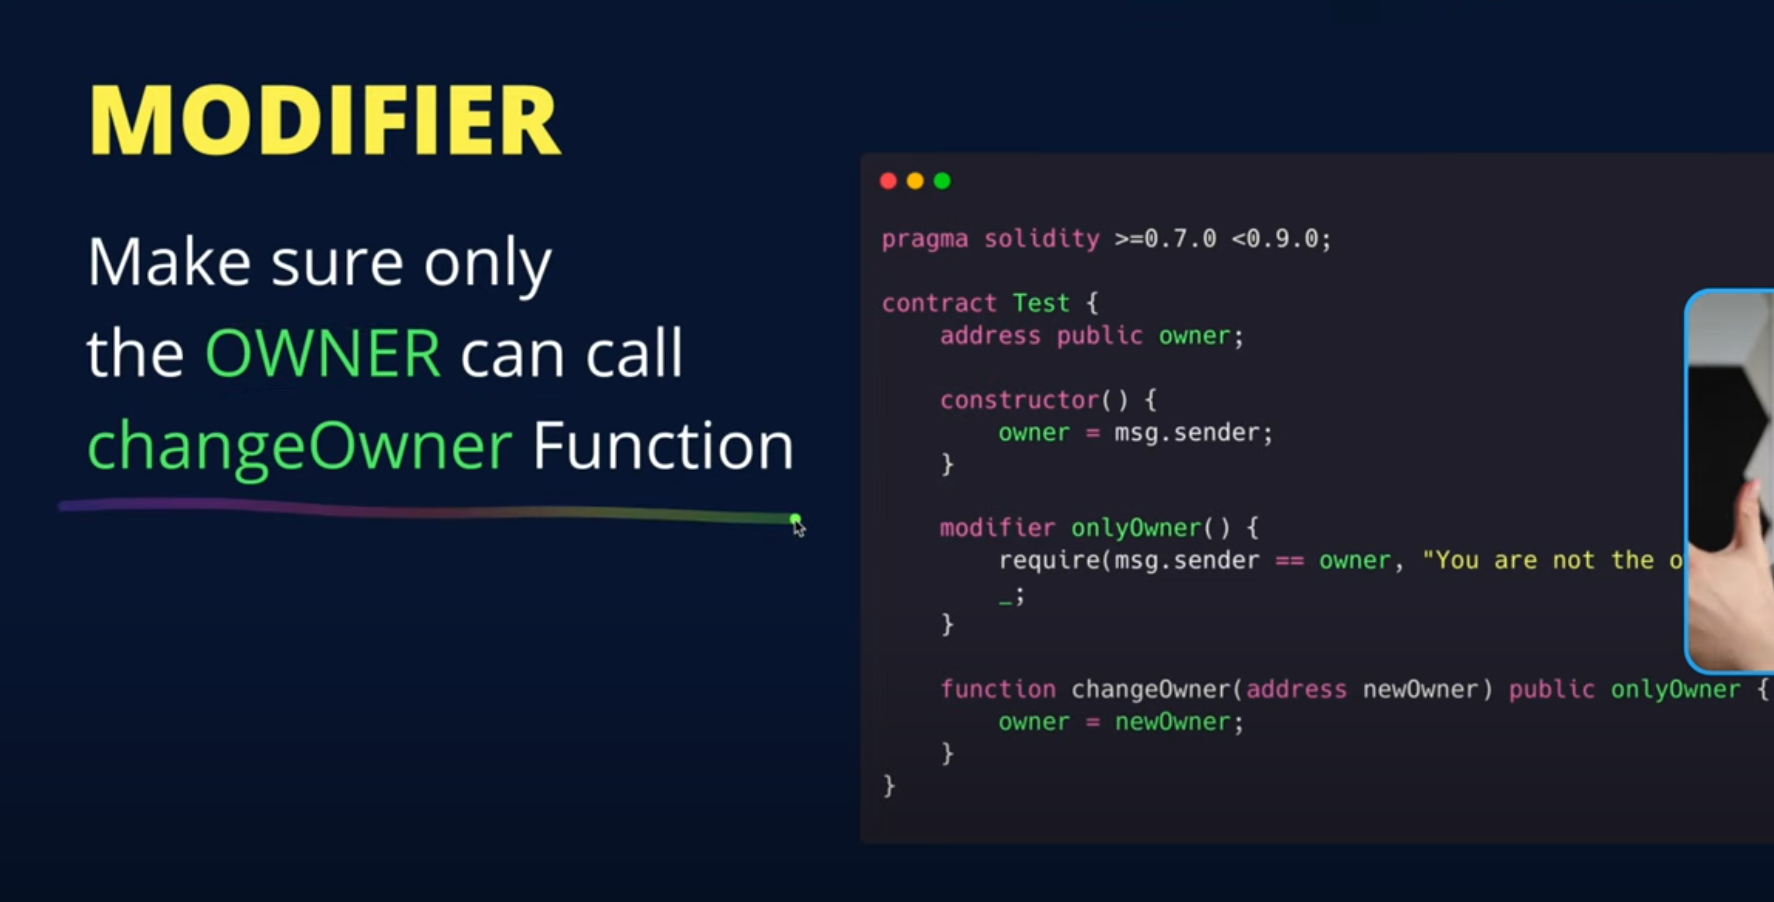 MODIFIER
Make sure only
the OWNER can call
changeOwner Function
pragma solidity >=0.7.0 <0.9.0;
contract Test {
address public owner;
constructor() {
owner = msg.sender;
}
modifier onlyOwner() {
require(msg.sender == owner, "You are not the o
_;
}
function changeOwner(address newOwner) public onlyOwner {
owner = newOwner;
}
}